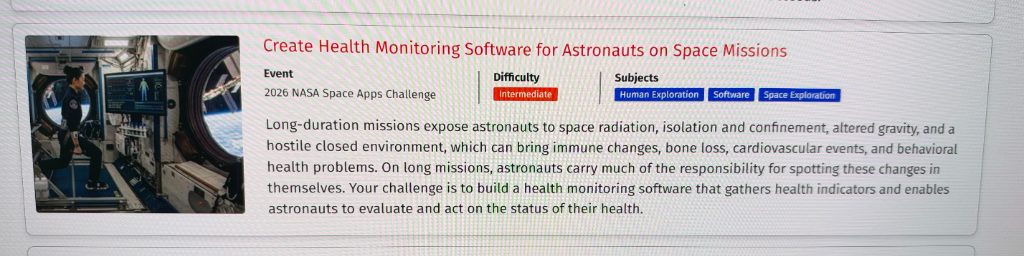 Create Health Monitoring Software for Astronauts on Space Missions
Event
2026 NASA Space Apps Challenge
Difficulty
Intermediate
Subjects
Human Exploration Software Space Exploration
Long-duration missions expose astronauts to space radiation, isolation and confinement, altered gravity, and a
hostile closed environment, which can bring immune changes, bone loss, cardiovascular events, and behavioral
health problems. On long missions, astronauts carry much of the responsibility for spotting these changes in
themselves. Your challenge is to build a health monitoring software that gathers health indicators and enables
astronauts to evaluate and act on the status of their health.